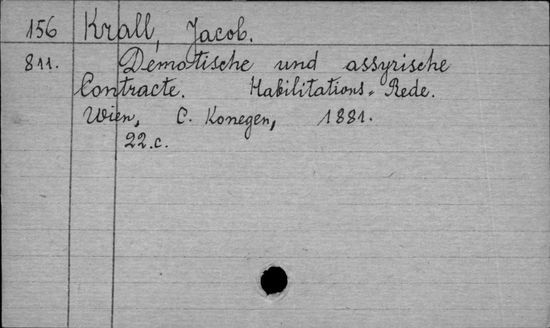 156 Krall, Jacob.
811. Demotische und assyrische
Contracte. Habilitations-Rede.
Wien, C. Konegen, 1881.
22.c.